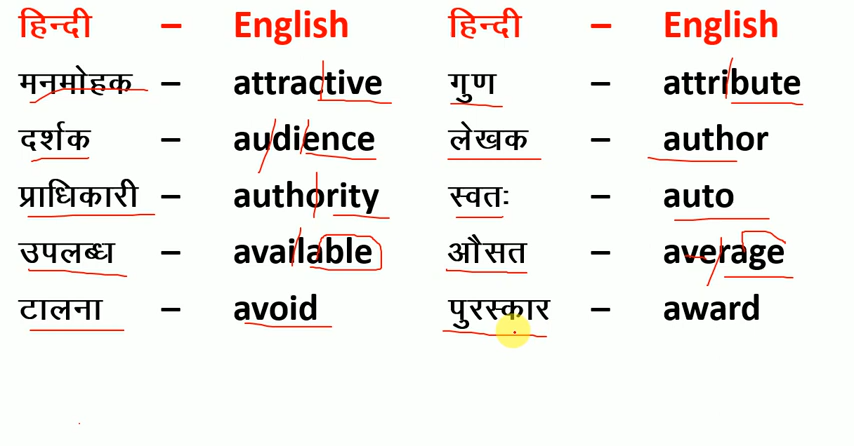 हिन्दी – English हिन्दी – English
मनमोहक – attractive गुण – attribute
दर्शक – audience लेखक – author
प्राधिकारी – authority स्वतः – auto
उपलब्ध – available औसत – average
टालना – avoid पुरस्कार – award